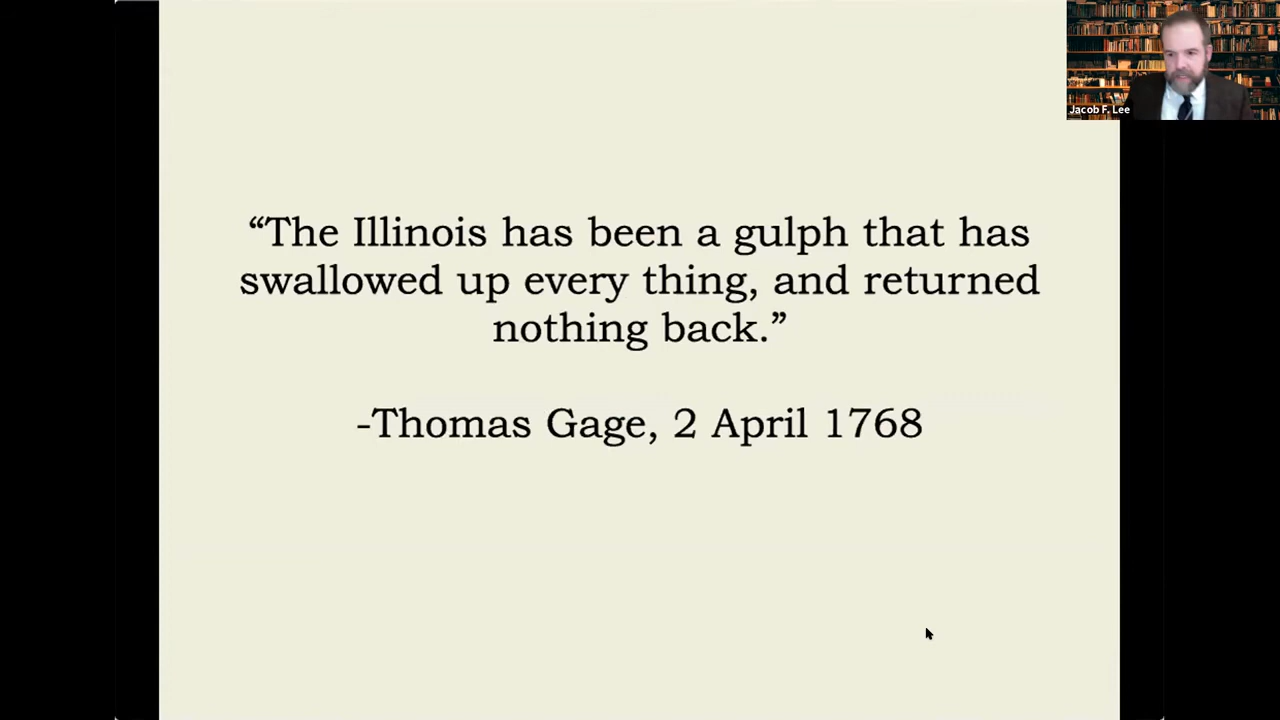 Jacob F. Lee
“The Illinois has been a gulph that has
swallowed up every thing, and returned
nothing back.”
-Thomas Gage, 2 April 1768